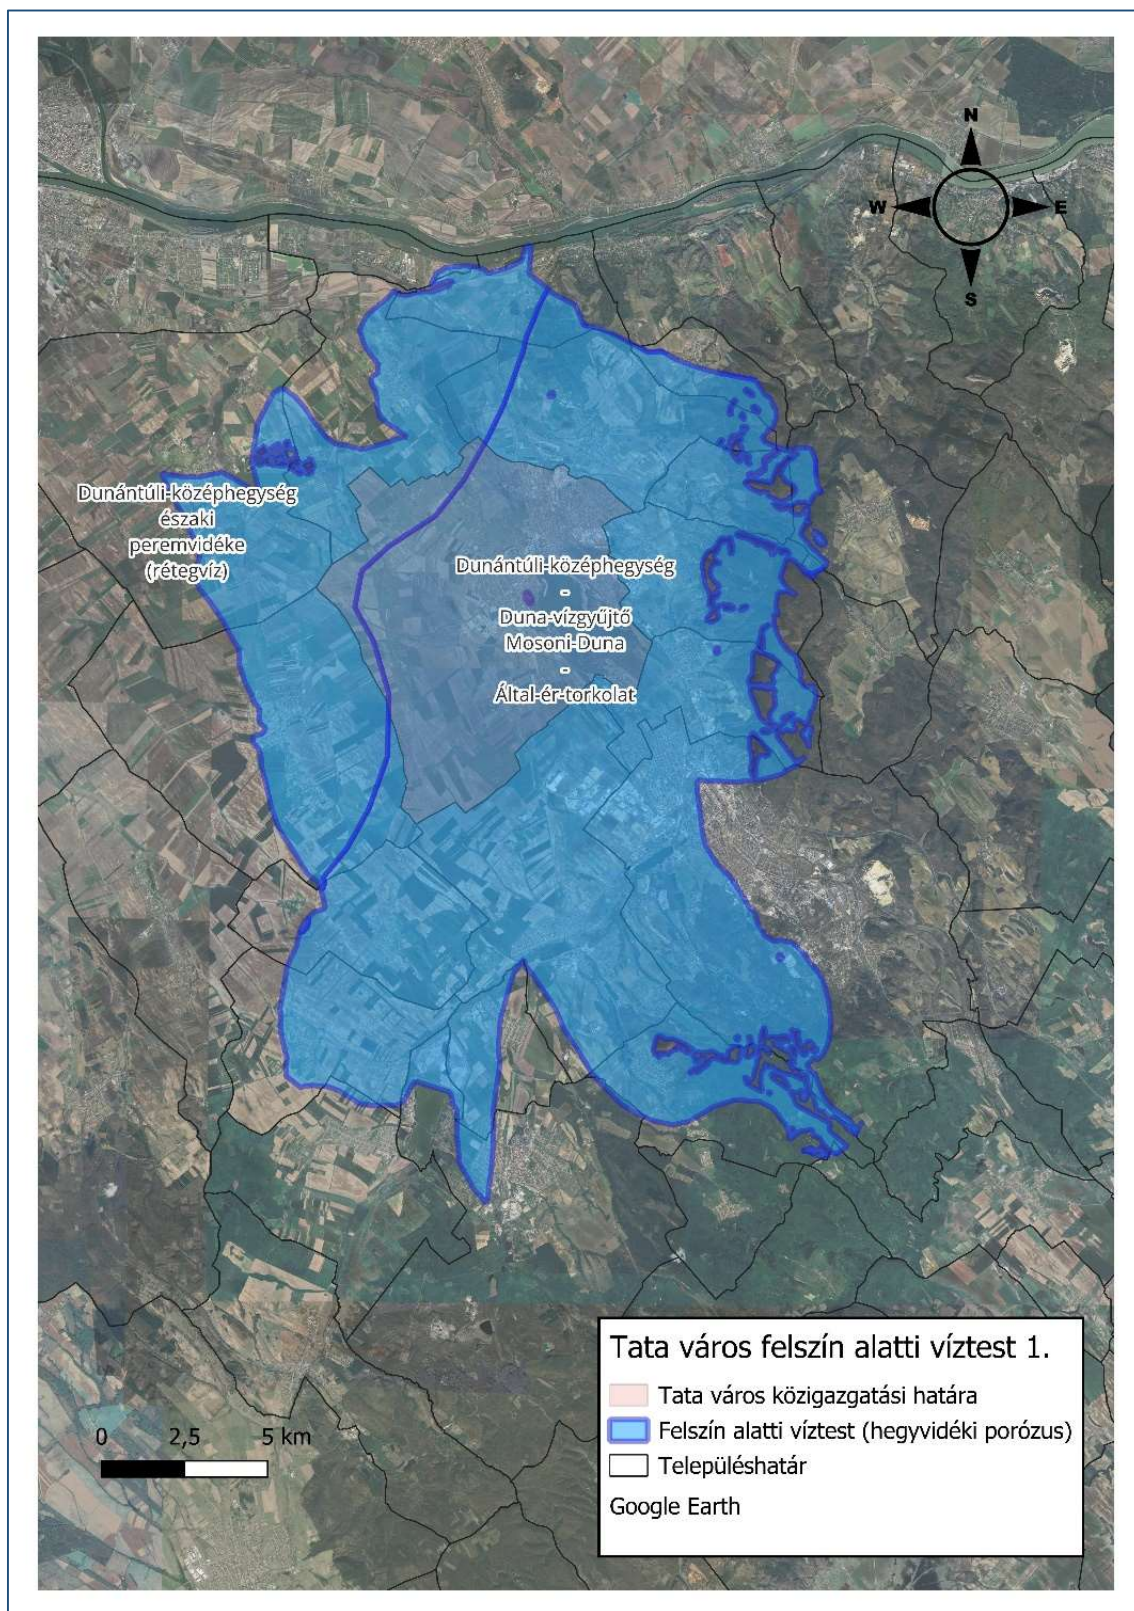 N
W
E
S
Dunántúli-középhegység
északi
peremvidéke
(rétegvíz)
Dunántúli-középhegység
-
Duna-vízgyűjtő
Mosoni-Duna
-
Által-ér-torkolat
Tata város felszín alatti víztest 1.
Tata város közigazgatási határa
Felszín alatti víztest (hegyvidéki porózus)
Településhatár
Google Earth
0 2,5 5 km